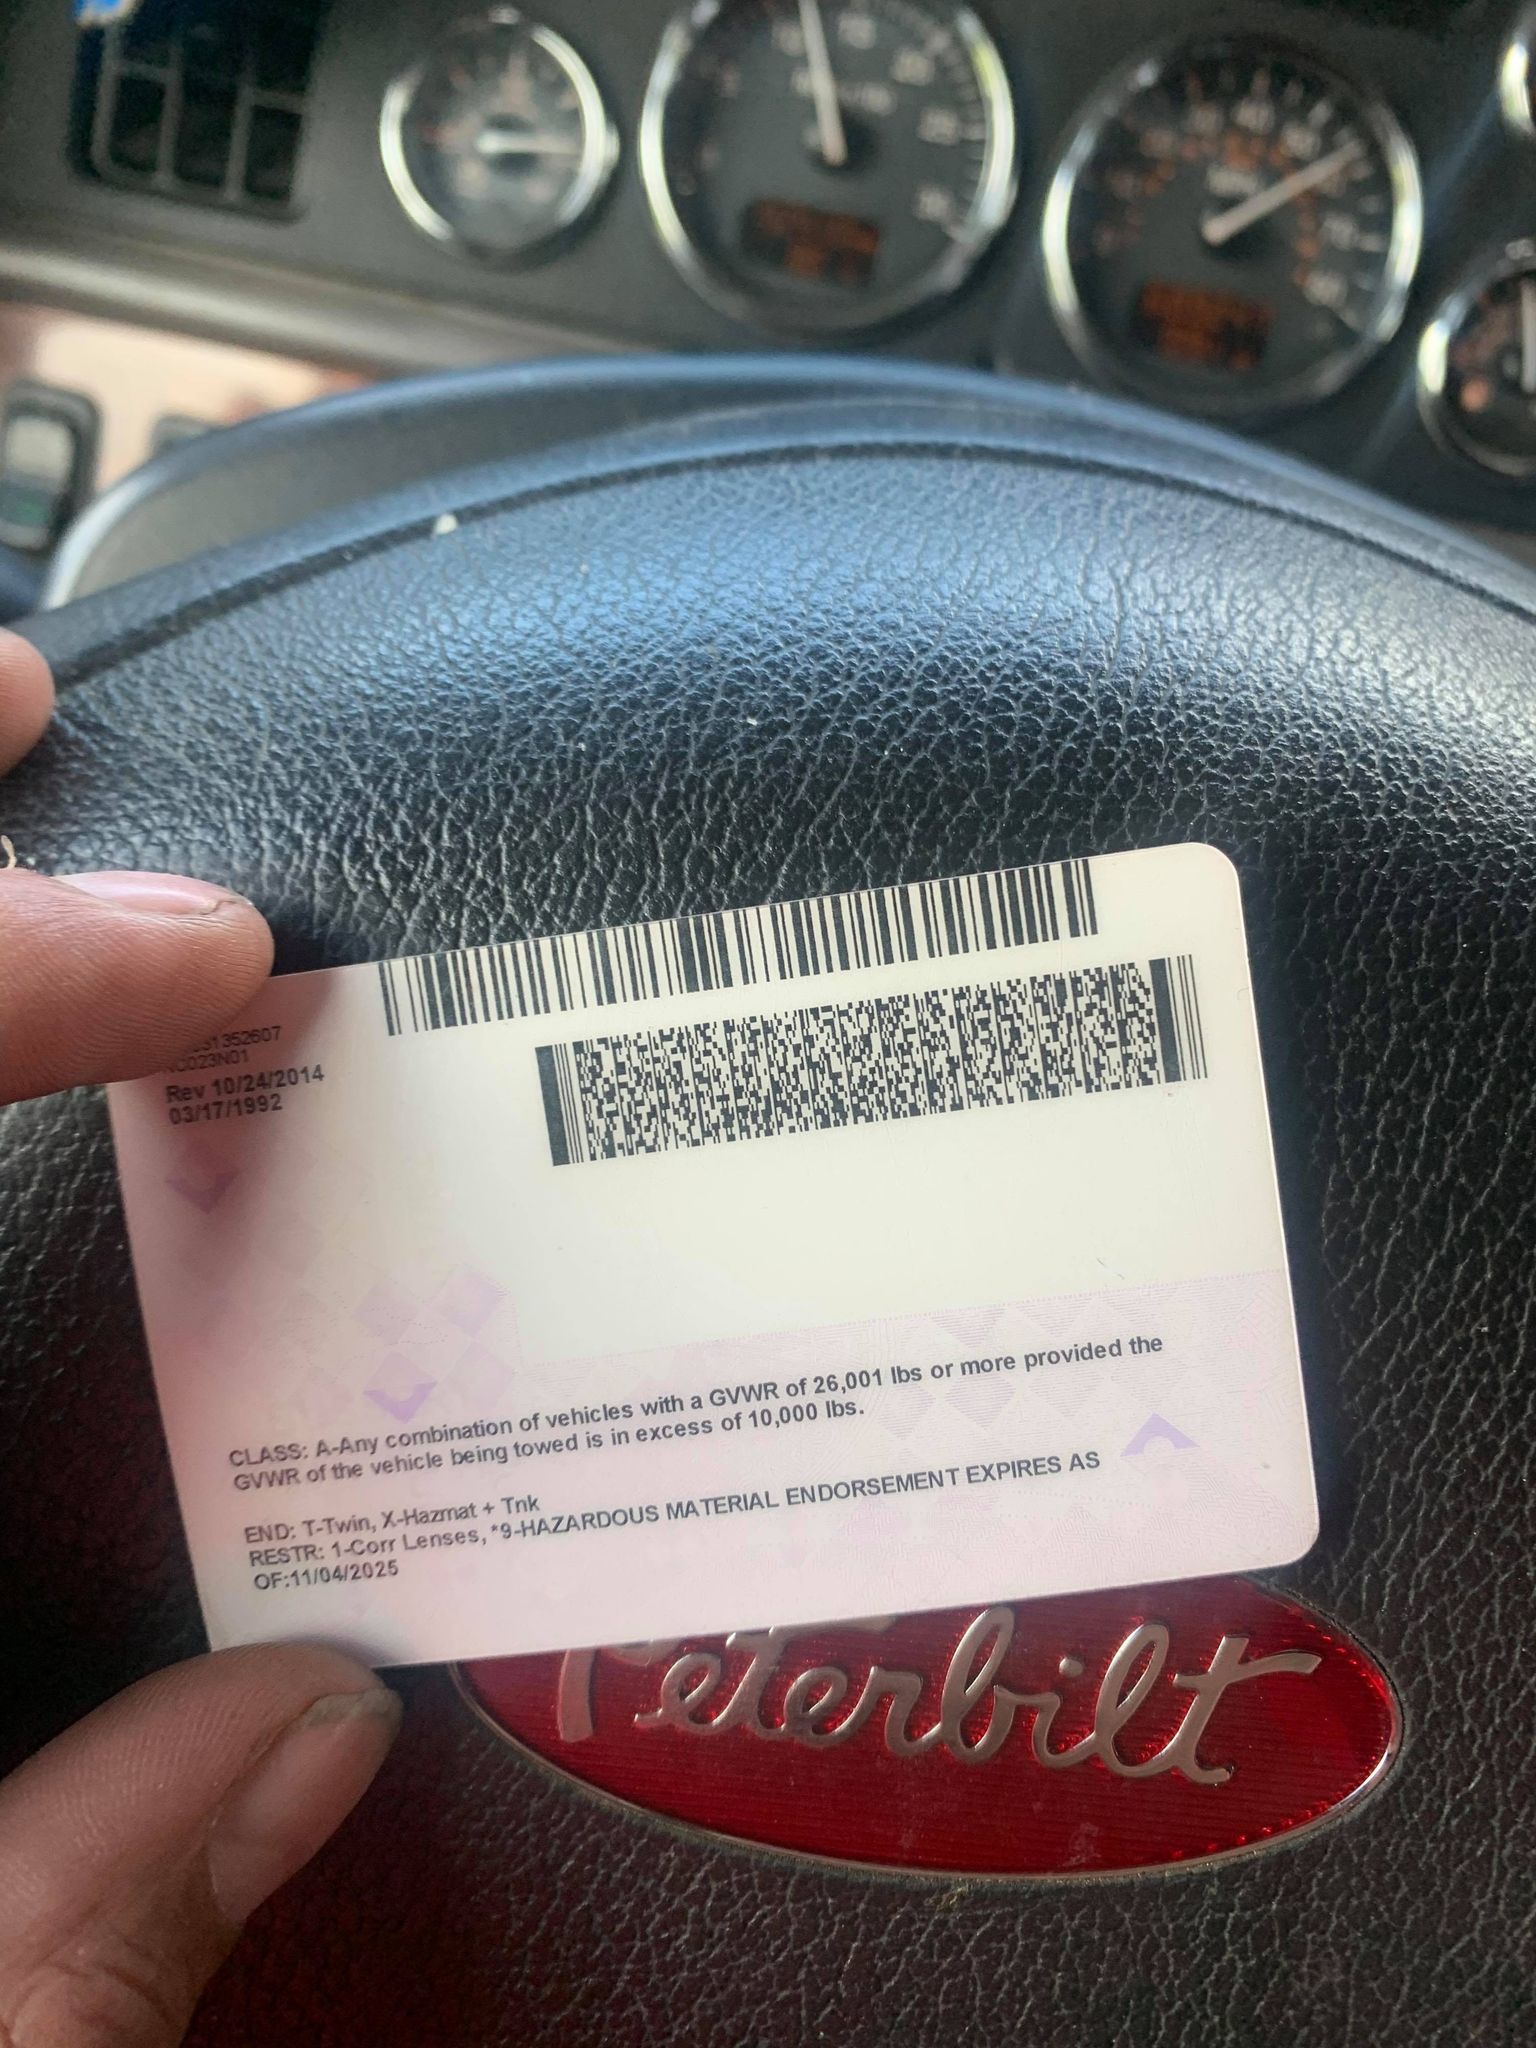 1352607
NC023N01
Rev 10/24/2014
03/17/1992
CLASS: A-Any combination of vehicles with a GVWR of 26,001 lbs or more provided the
GVWR of the vehicle being towed is in excess of 10,000 lbs.
END: T-Twin, X-Hazmat + Tnk
RESTR: 1-Corr Lenses, *9-HAZARDOUS MATERIAL ENDORSEMENT EXPIRES AS
OF:11/04/2025
Peterbilt